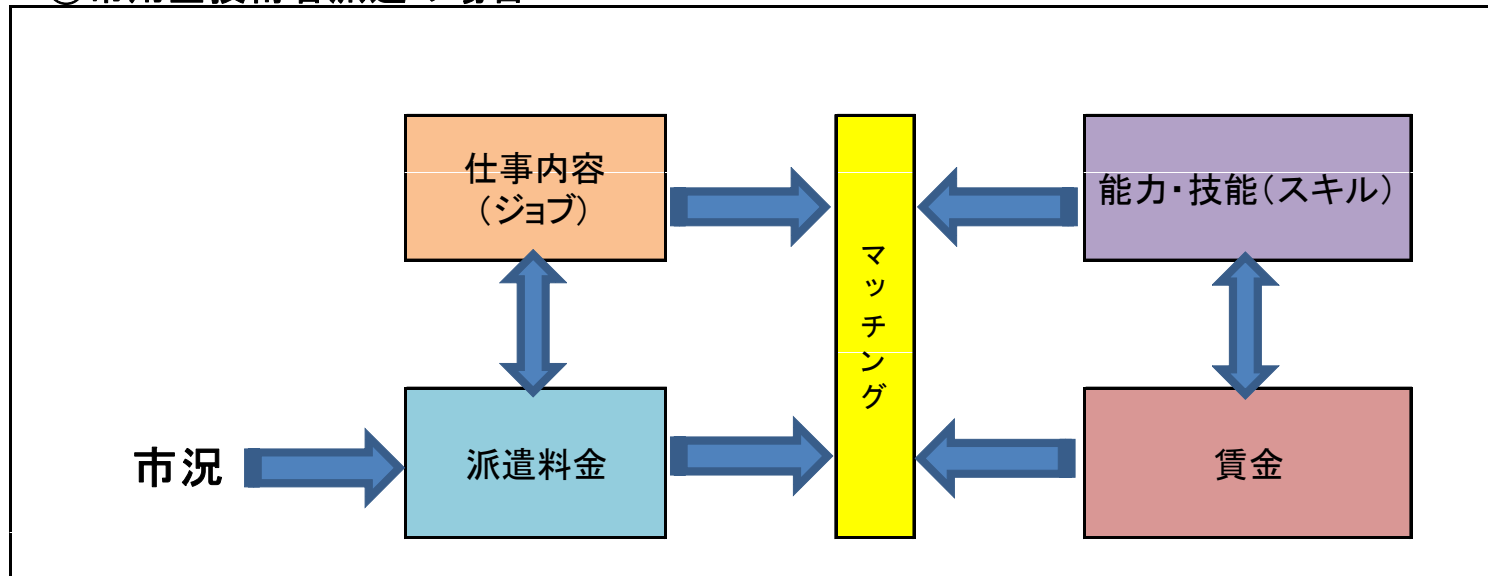 仕事内容
(ジョブ)
マッチング
能力・技能(スキル)
市況
派遣料金
賃金